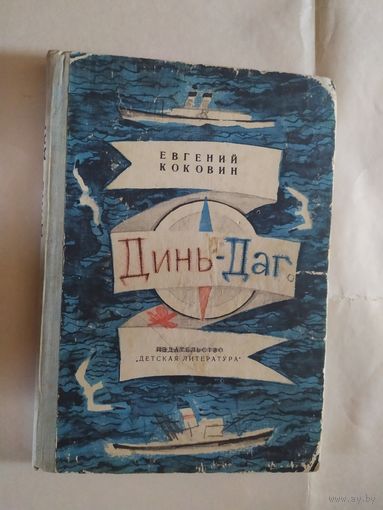 ЕВГЕНИЙ
КОКОВИН
Динь-Даг
ИЗДАТЕЛЬСТВО
"ДЕТСКАЯ ЛИТЕРАТУРА"
www.ay.by